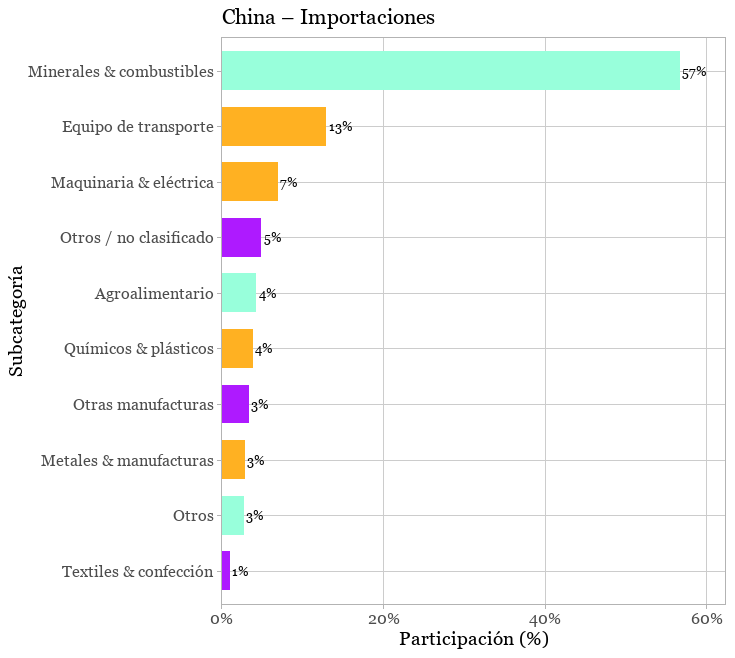 China – Importaciones
Minerales & combustibles 57%
Equipo de transporte 13%
Maquinaria & eléctrica 7%
Otros / no clasificado 5%
Agroalimentario 4%
Químicos & plásticos 4%
Otras manufacturas 3%
Metales & manufacturas 3%
Otros 3%
Textiles & confección 1%
0% 20% 40% 60%
Participación (%)
Subcategoría